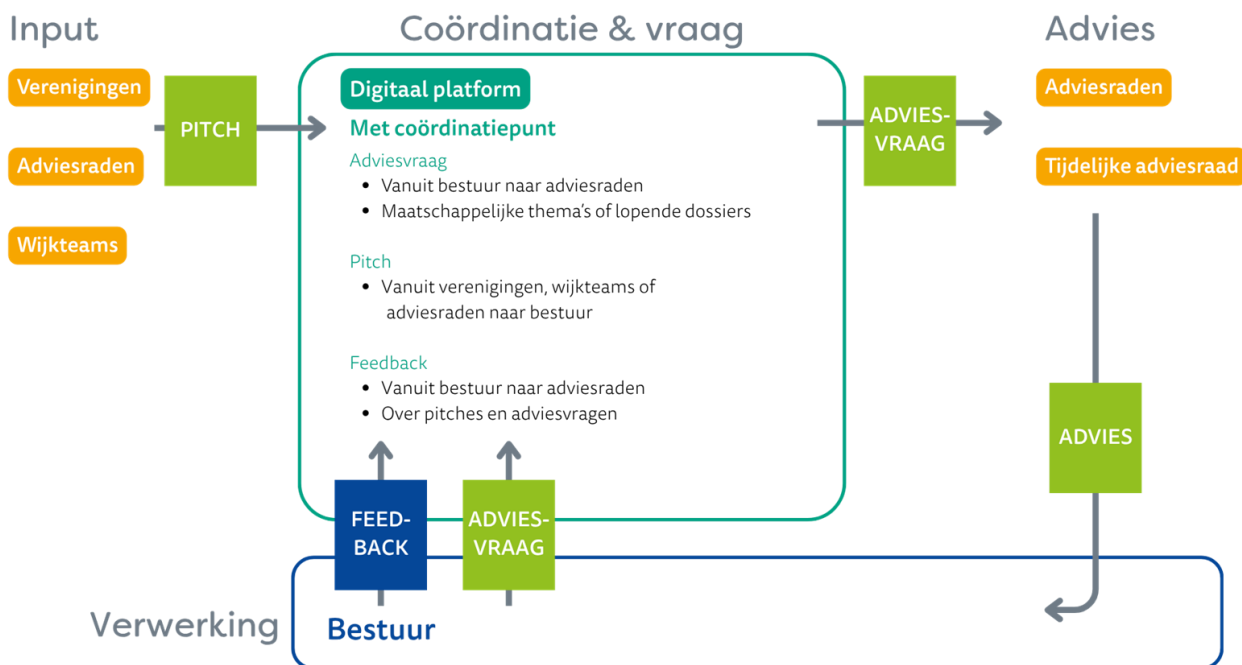 Input
Verenigingen
Adviesraden
Wijkteams
PITCH
Coördinatie & vraag
Digitaal platform
Met coördinatiepunt
Adviesvraag
• Vanuit bestuur naar adviesraden
• Maatschappelijke thema's of lopende dossiers
Pitch
• Vanuit verenigingen, wijkteams of
adviesraden naar bestuur
Feedback
• Vanuit bestuur naar adviesraden
• Over pitches en adviesvragen
FEED-
BACK
ADVIES-
VRAAG
ADVIES-
VRAAG
Advies
Adviesraden
Tijdelijke adviesraad
ADVIES
Verwerking
Bestuur